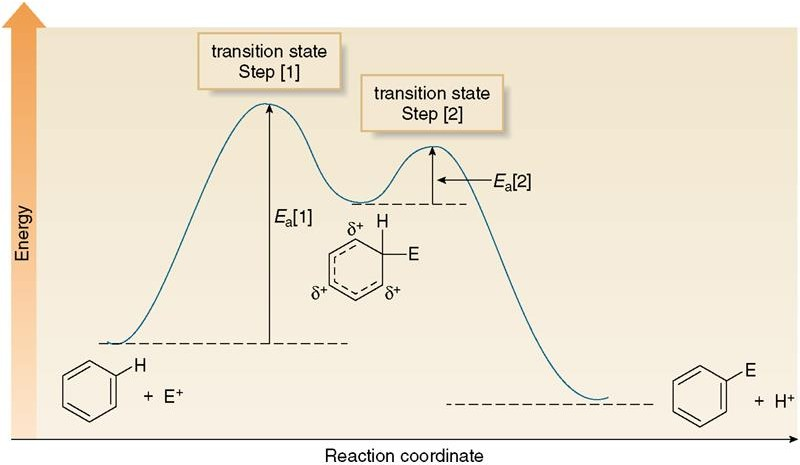 transition state
Step [1]
transition state
Step [2]
Energy
Eₐ[1]
Eₐ[2]
H
δ⁺
E
δ⁺
δ⁺
H
+ E⁺
E
+ H⁺
Reaction coordinate